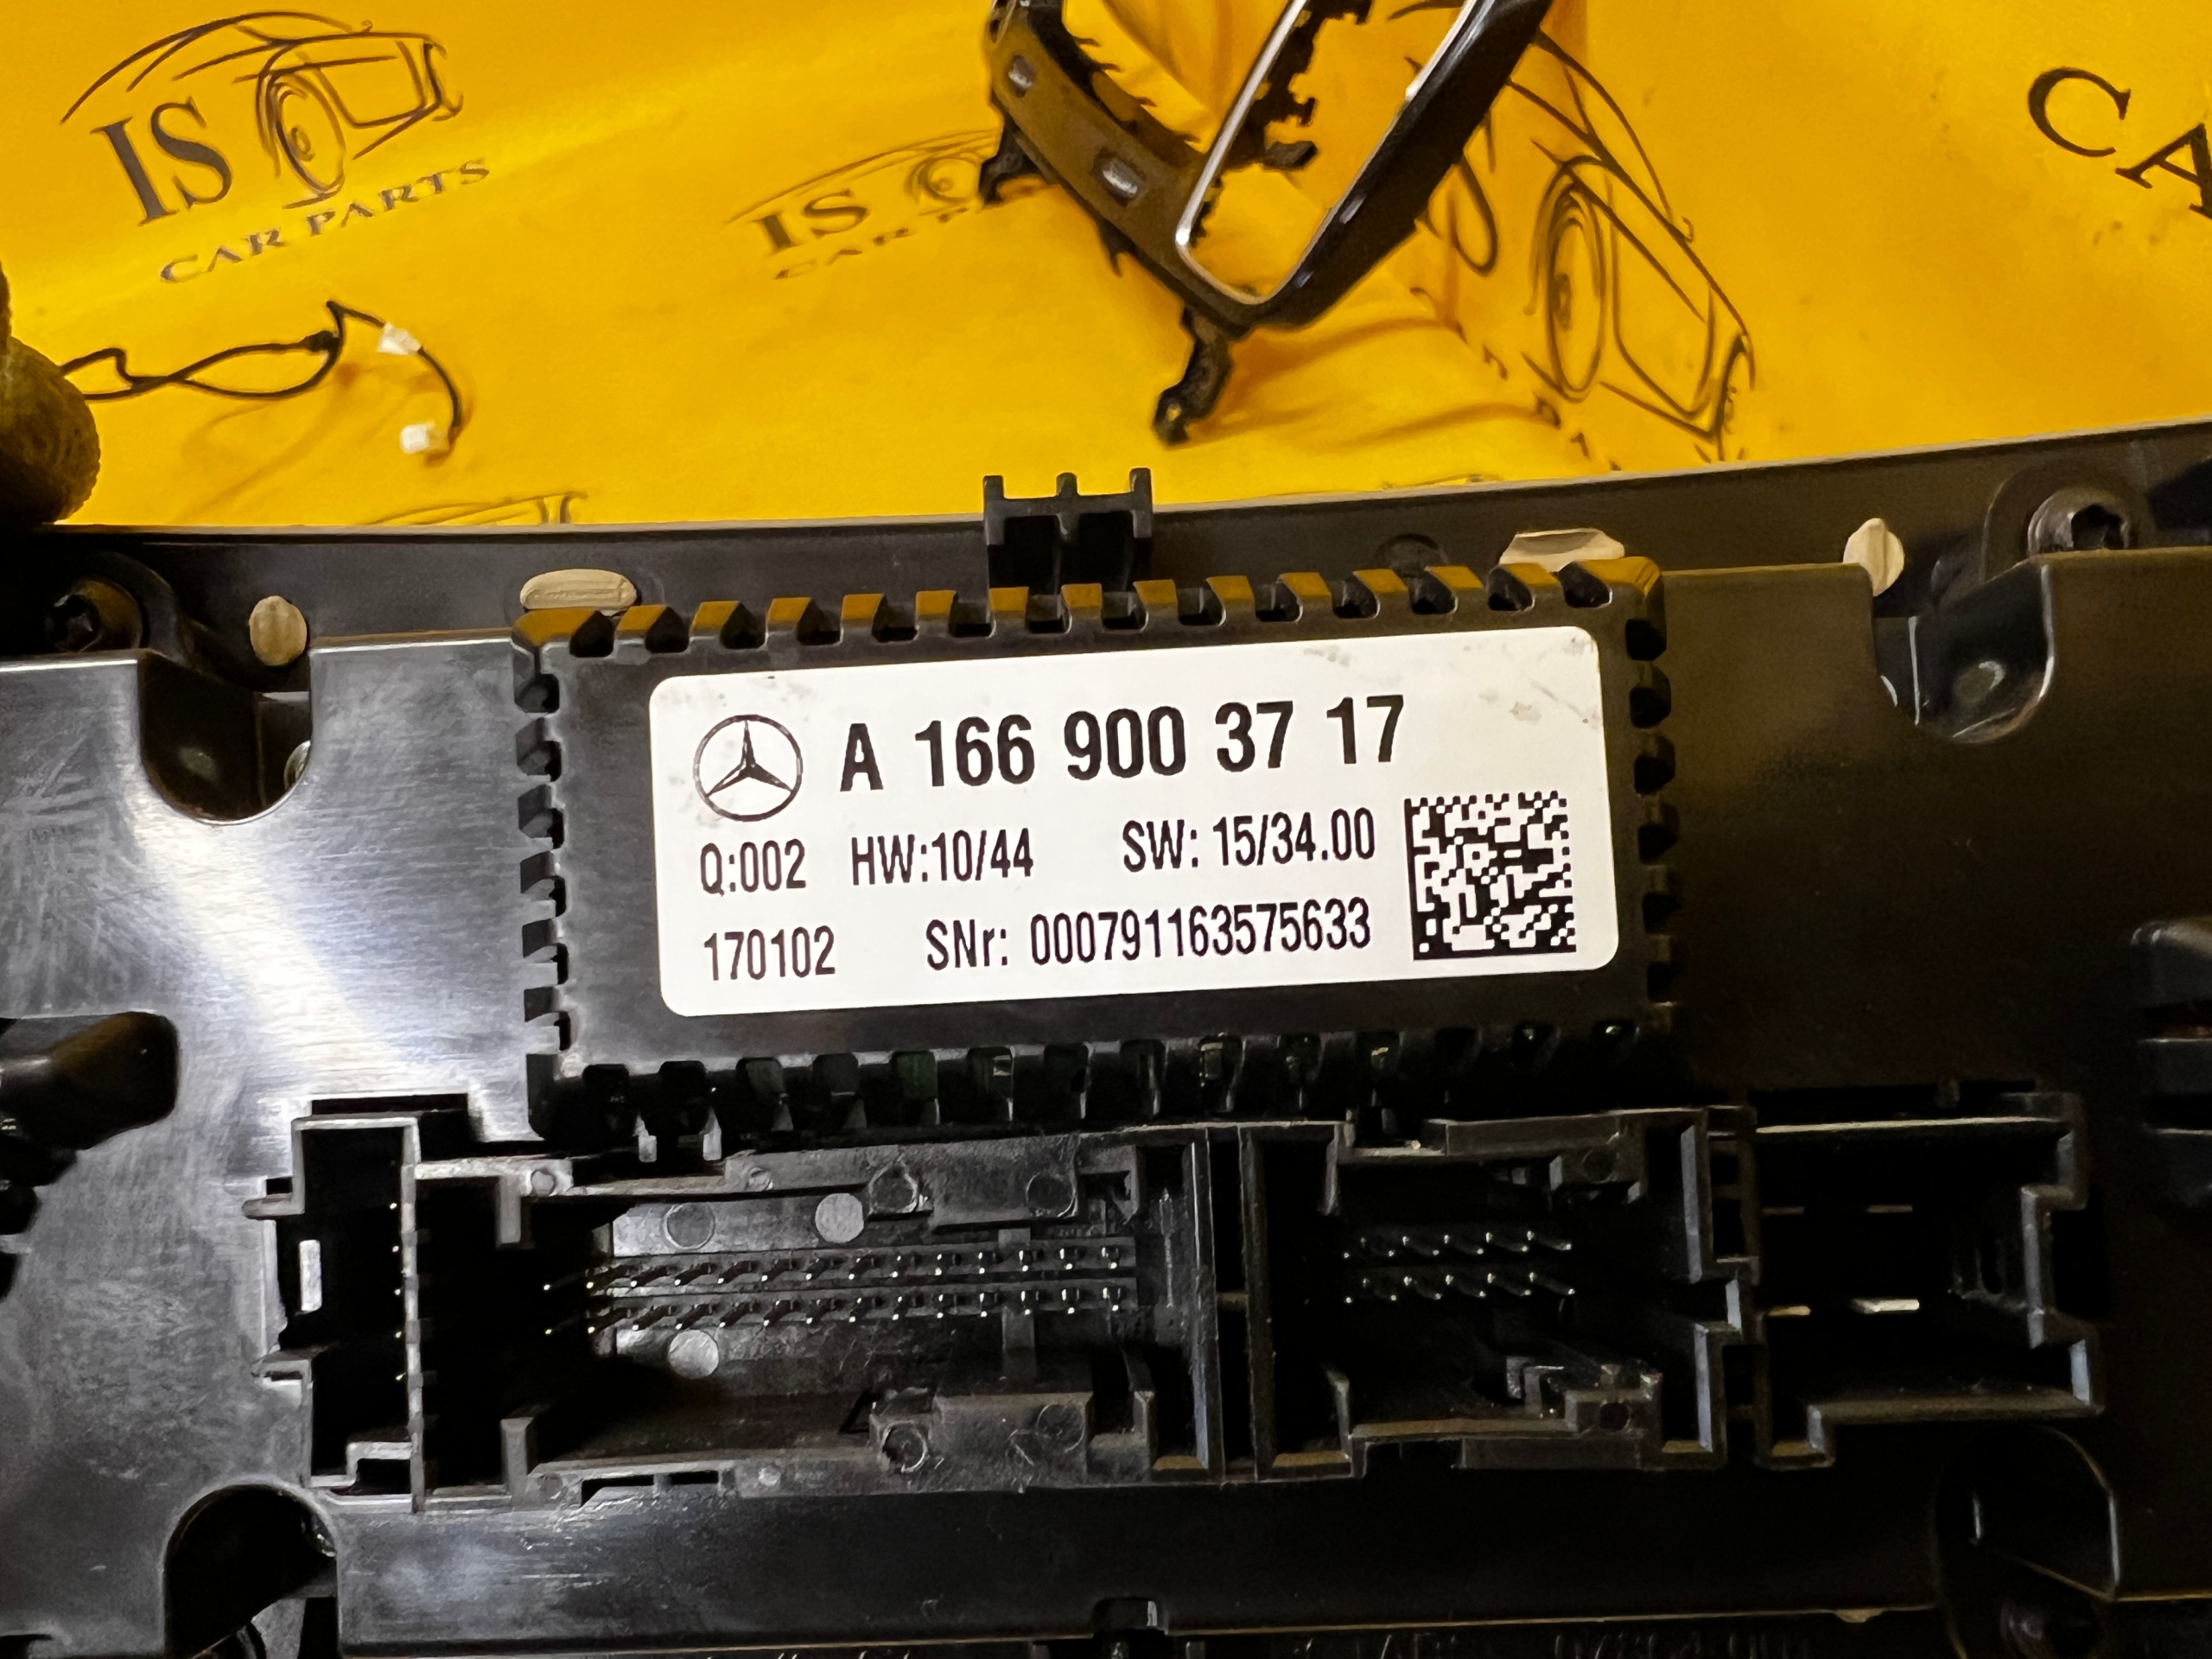 IS
CAR PARTS
IS
CAR P
CA
A 166 900 37 17
Q:002 HW:10/44 SW: 15/34.00
170102 SNr: 000791163575633